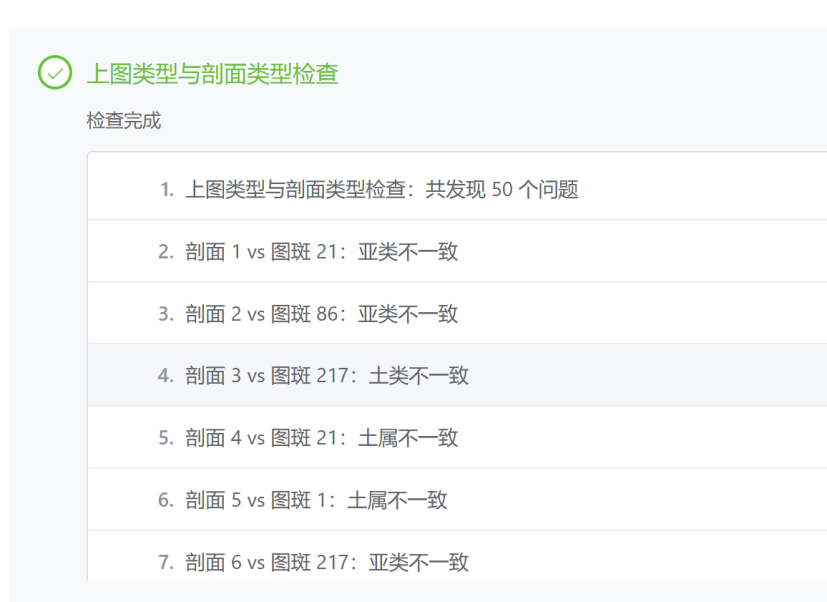 上图类型与剖面类型检查
检查完成
1. 上图类型与剖面类型检查：共发现 50 个问题
2. 剖面 1 vs 图斑 21：亚类不一致
3. 剖面 2 vs 图斑 86：亚类不一致
4. 剖面 3 vs 图斑 217：土类不一致
5. 剖面 4 vs 图斑 21：土属不一致
6. 剖面 5 vs 图斑 1：土属不一致
7. 剖面 6 vs 图斑 217：亚类不一致